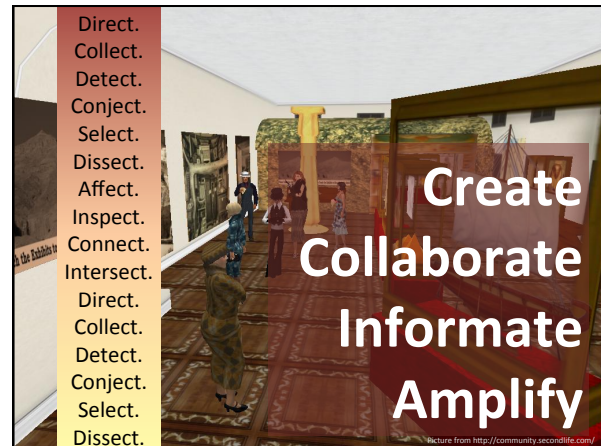 Direct.
Collect.
Detect.
Conject.
Select.
Dissect.
Affect.
Inspect.
Connect.
Intersect.
Direct.
Collect.
Detect.
Conject.
Select.
Dissect.
Create
Collaborate
Informate
Amplify
Picture from http://community.secondlife.com/